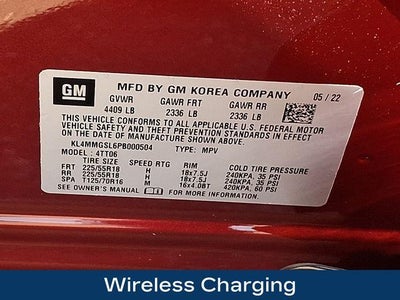 GM
MFD BY GM KOREA COMPANY
05 / 22
GVWR GAWR FRT GAWR RR
4409 LB 2336 LB 2336 LB
THIS VEHICLE CONFORMS TO ALL APPLICABLE U.S. FEDERAL MOTOR
VEHICLE SAFETY, BUMPER, AND THEFT PREVENTION STANDARDS IN
EFFECT ON THE DATE OF MANUFACTURE SHOWN ABOVE.
KL4MMGSL6PB000504 TYPE: MPV
MODEL: 4TT06
TIRE SIZE SPEED RTG RIM COLD TIRE PRESSURE
FRT 225/55R18 H 18x7.5J 240KPA, 35 PSI
RR 225/55R18 H 18x7.5J 240KPA, 35 PSI
SPA T125/70R16 M 16x4.0BT 420KPA, 60 PSI
SEE OWNER'S MANUAL FOR ADDITIONAL INFORMATION.
Wireless Charging